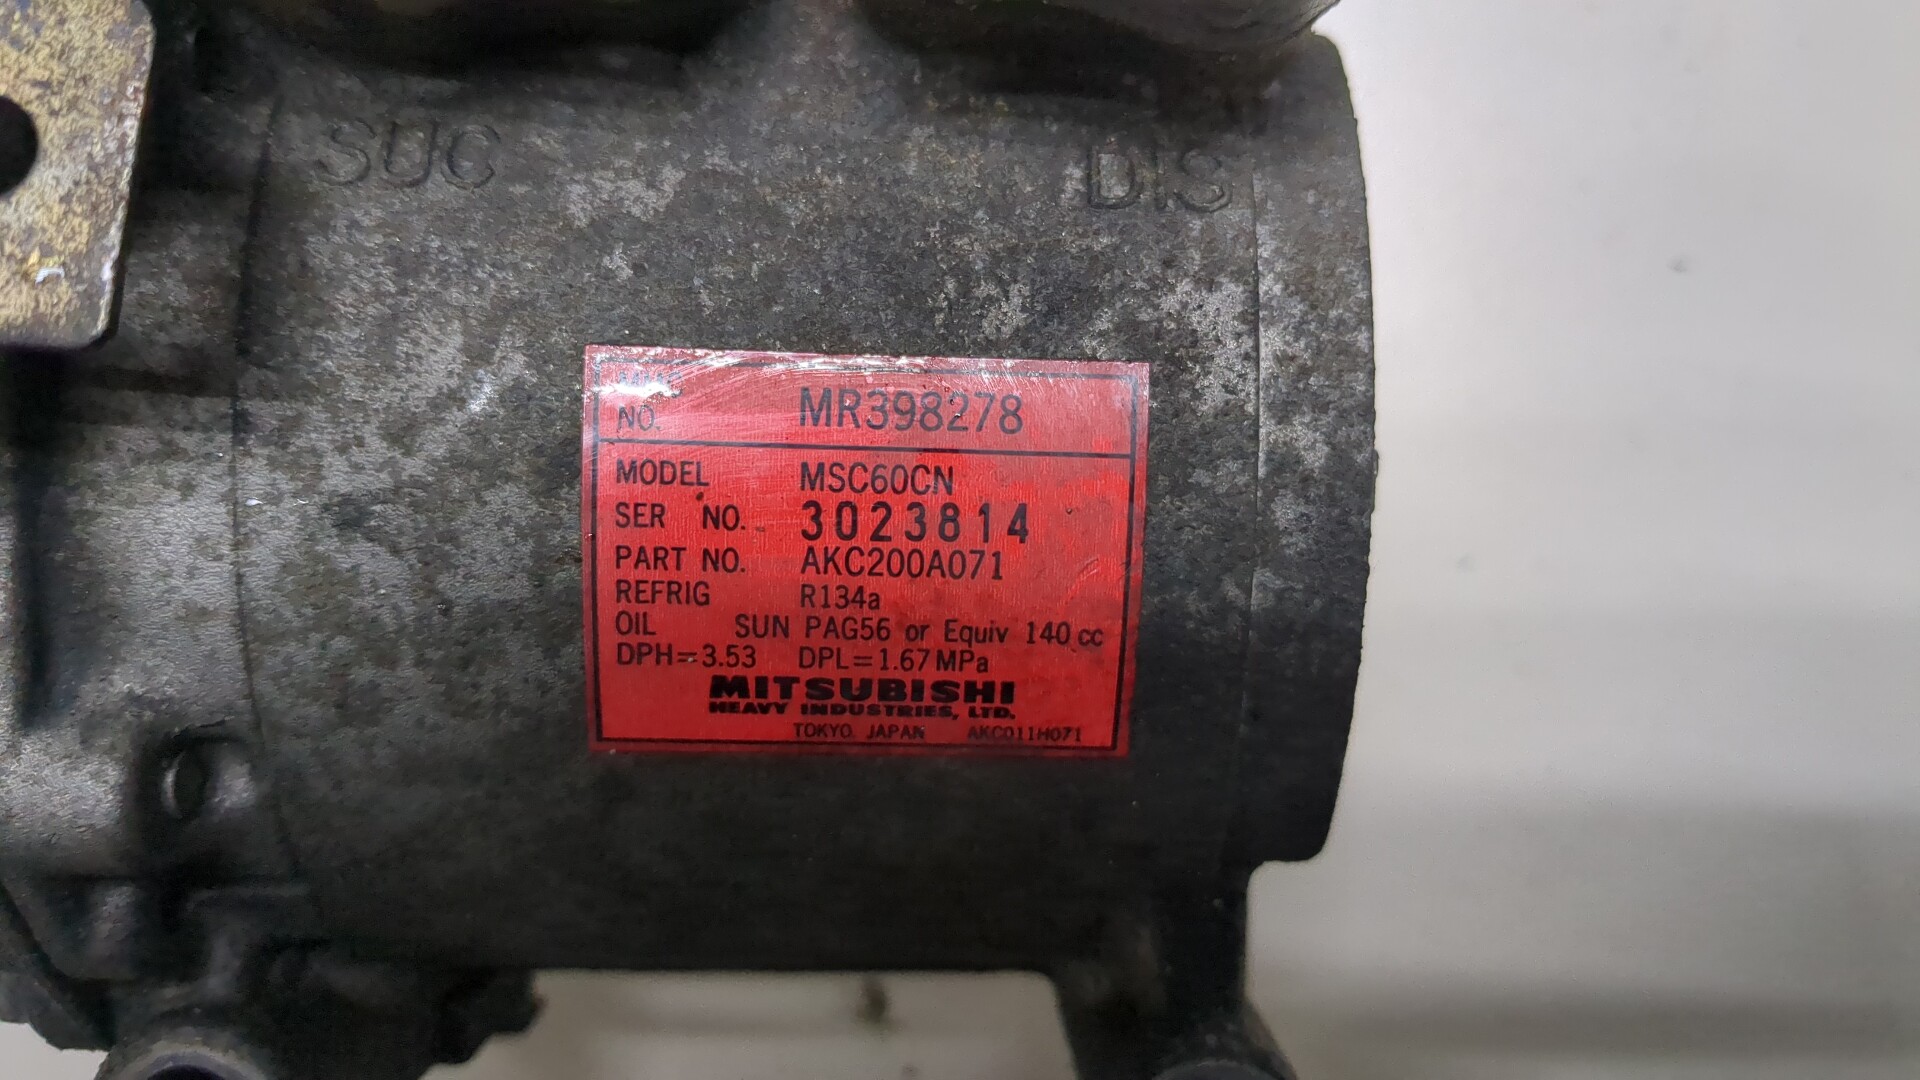 SUC DIS
NO. MR398278
MODEL MSC60CN
SER NO. 3023814
PART NO. AKC200A071
REFRIG R134a
OIL SUN PAG56 or Equiv 140 cc
DPH=3.53 DPL=1.67 MPa
MITSUBISHI
HEAVY INDUSTRIES, LTD.
TOKYO, JAPAN AKC011H071